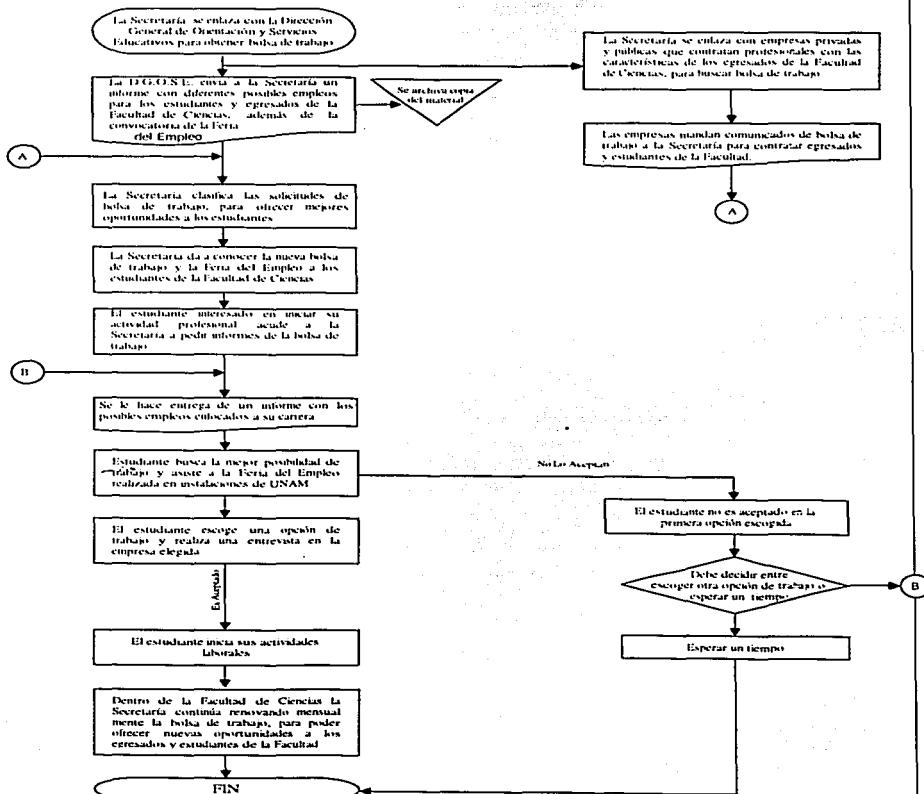 La Secretaría se enlaza con la Dirección
General de Orientación y Servicios
Educativos para obtener bolsa de trabajo
La D.G.O.S.E. envía a la Secretaría un
informe con diferentes posibles empleos
para los estudiantes y egresados de la
Facultad de Ciencias, además de la
convocatoria de la Feria
del Empleo
Se archiva copia
del material
La Secretaría se enlaza con empresas privadas
y públicas que contratan profesionales con las
características de los egresados de la Facultad
de Ciencias, para buscar bolsa de trabajo
Las empresas mandan comunicados de bolsa de
trabajo a la Secretaría para contratar egresados
y estudiantes de la Facultad.
A
A
La Secretaría clasifica las solicitudes de
bolsa de trabajo, para ofrecer mejores
oportunidades a los estudiantes
La Secretaría da a conocer la nueva bolsa
de trabajo y la Feria del Empleo a los
estudiantes de la Facultad de Ciencias
El estudiante interesado en iniciar su
actividad profesional acude a la
Secretaría a pedir informes de la bolsa de
trabajo
B
Se le hace entrega de un informe con los
posibles empleos enfocados a su carrera
Estudiante busca la mejor posibilidad de
trabajo y asiste a la Feria del Empleo
realizada en instalaciones de UNAM
No Lo Aceptan
El estudiante escoge una opción de
trabajo y realiza una entrevista en la
empresa elegida
El estudiante no es aceptado en la
primera opción escogida
Es Aceptado
Debe decidir entre
escoger otra opción de trabajo o
esperar un tiempo
B
El estudiante inicia sus actividades
laborales
Esperar un tiempo
Dentro de la Facultad de Ciencias la
Secretaría continúa renovando mensual
mente la bolsa de trabajo, para poder
ofrecer nuevas oportunidades a los
egresados y estudiantes de la Facultad
FIN